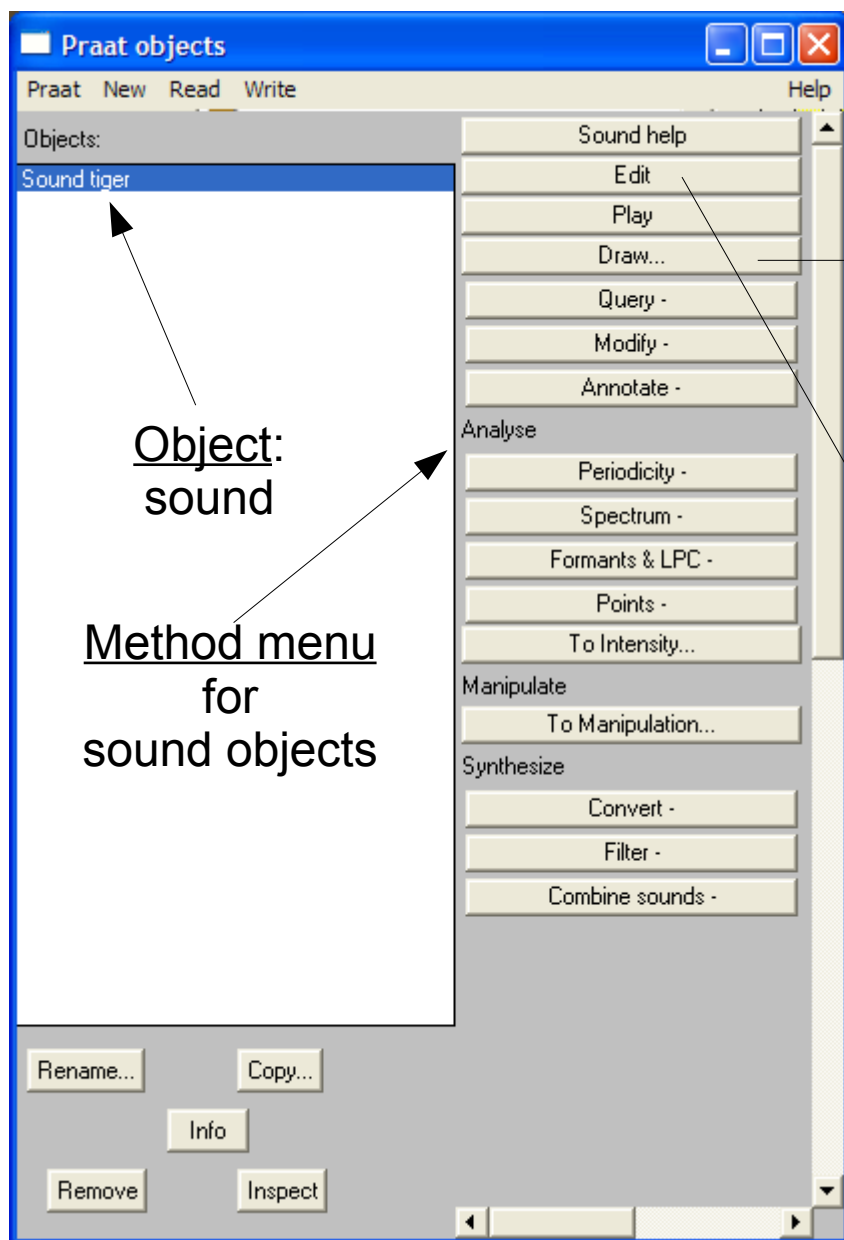 Praat objects
Praat New Read Write Help
Objects:
Sound tiger
Object:
sound
Method menu
for
sound objects
Sound help
Edit
Play
Draw...
Query -
Modify -
Annotate -
Analyse
Periodicity -
Spectrum -
Formants & LPC -
Points -
To Intensity...
Manipulate
To Manipulation...
Synthesize
Convert -
Filter -
Combine sounds -
Rename... Copy...
Info
Remove Inspect